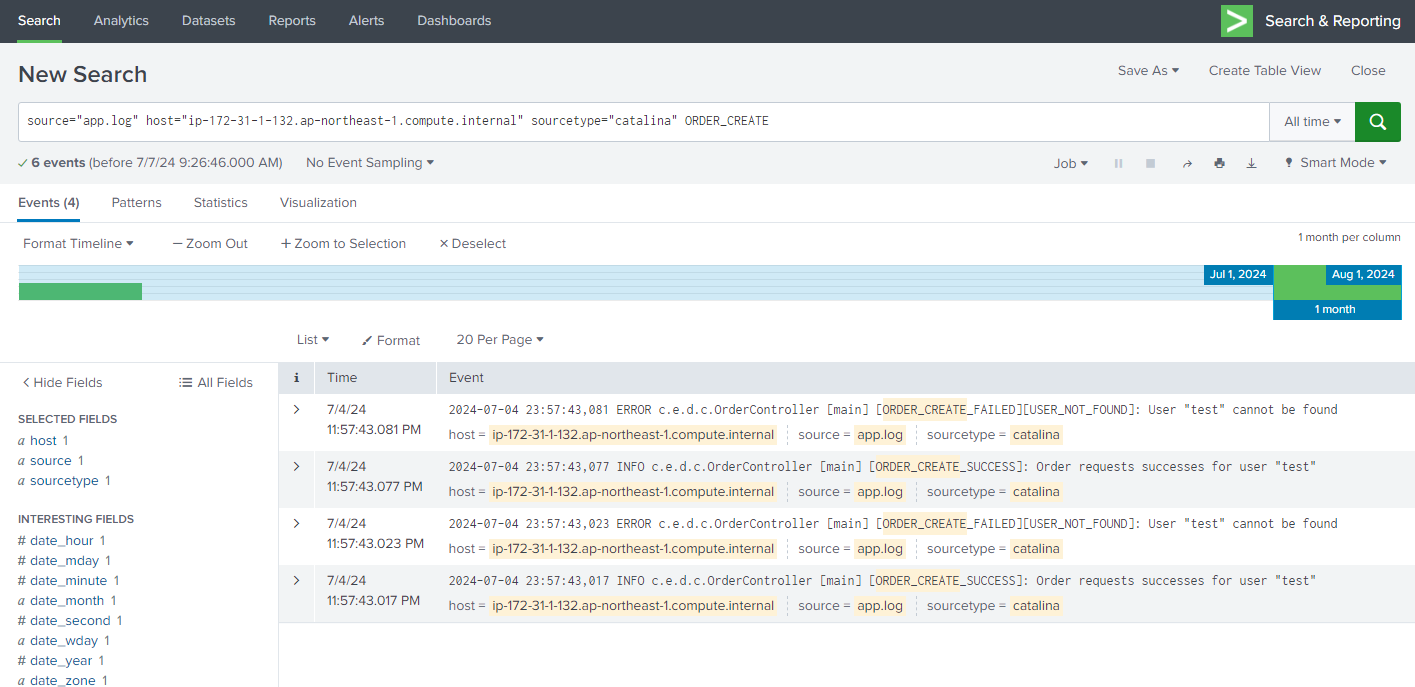 Search Analytics Datasets Reports Alerts Dashboards Search & Reporting
New Search
Save As Create Table View Close
source="app.log" host="ip-172-31-1-132.ap-northeast-1.compute.internal" sourcetype="catalina" ORDER_CREATE
All time
6 events (before 7/7/24 9:26:46.000 AM) No Event Sampling Job Smart Mode
Events (4) Patterns Statistics Visualization
Format Timeline — Zoom Out + Zoom to Selection × Deselect 1 month per column
Jul 1, 2024 Aug 1, 2024
1 month
List Format 20 Per Page
Hide Fields All Fields
SELECTED FIELDS
a host 1
a source 1
a sourcetype 1
INTERESTING FIELDS
# date_hour 1
# date_mday 1
# date_minute 1
a date_month 1
# date_second 1
a date_wday 1
# date_year 1
a date_zone 1
i Time Event
7/4/24
11:57:43.081 PM
2024-07-04 23:57:43,081 ERROR c.e.d.c.OrderController [main] [ORDER_CREATE_FAILED][USER_NOT_FOUND]: User "test" cannot be found
host = ip-172-31-1-132.ap-northeast-1.compute.internal source = app.log sourcetype = catalina
7/4/24
11:57:43.077 PM
2024-07-04 23:57:43,077 INFO c.e.d.c.OrderController [main] [ORDER_CREATE_SUCCESS]: Order requests successes for user "test"
host = ip-172-31-1-132.ap-northeast-1.compute.internal source = app.log sourcetype = catalina
7/4/24
11:57:43.023 PM
2024-07-04 23:57:43,023 ERROR c.e.d.c.OrderController [main] [ORDER_CREATE_FAILED][USER_NOT_FOUND]: User "test" cannot be found
host = ip-172-31-1-132.ap-northeast-1.compute.internal source = app.log sourcetype = catalina
7/4/24
11:57:43.017 PM
2024-07-04 23:57:43,017 INFO c.e.d.c.OrderController [main] [ORDER_CREATE_SUCCESS]: Order requests successes for user "test"
host = ip-172-31-1-132.ap-northeast-1.compute.internal source = app.log sourcetype = catalina